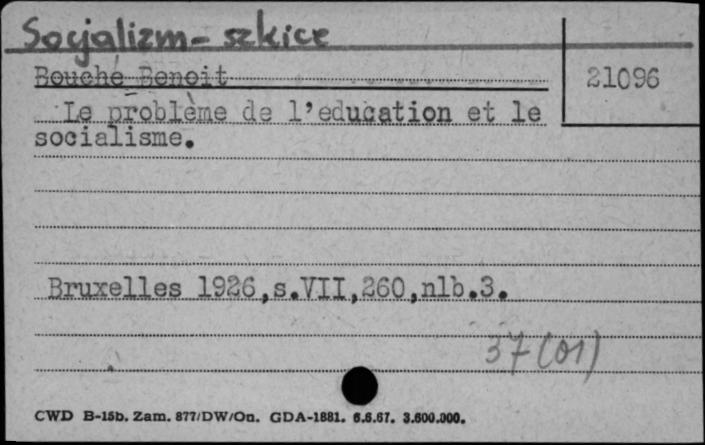 Socjalizm - szkice
Bouché Benoit
21096
Le problème de l'education et le
socialisme.
Bruxelles 1926,s.VII,260,nlb.3.
37(01)
CWD B-15b. Zam. 877/DW/On. GDA-1881. 6.6.67. 3.600.000.